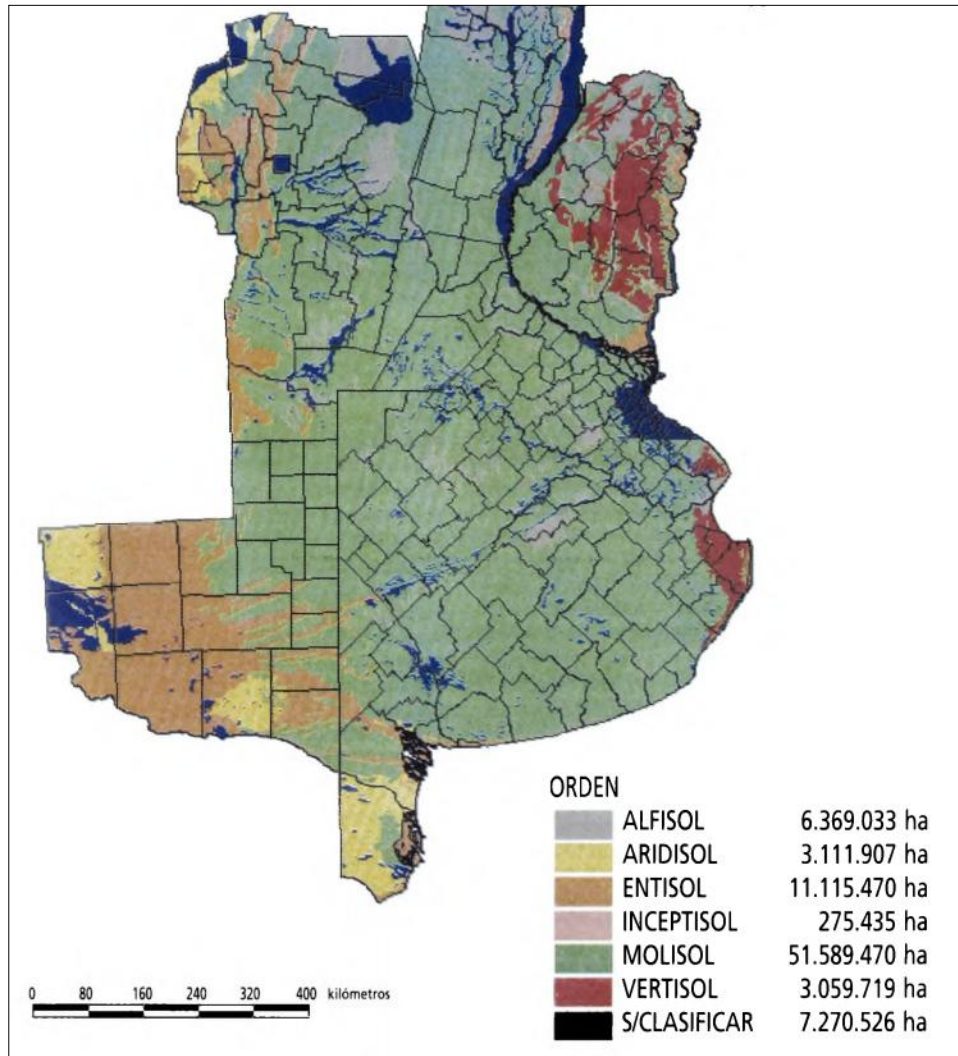 ORDEN
ALFISOL 6.369.033 ha
ARIDISOL 3.111.907 ha
ENTISOL 11.115.470 ha
INCEPTISOL 275.435 ha
MOLISOL 51.589.470 ha
VERTISOL 3.059.719 ha
S/CLASIFICAR 7.270.526 ha
0 80 160 240 320 400 kilómetros